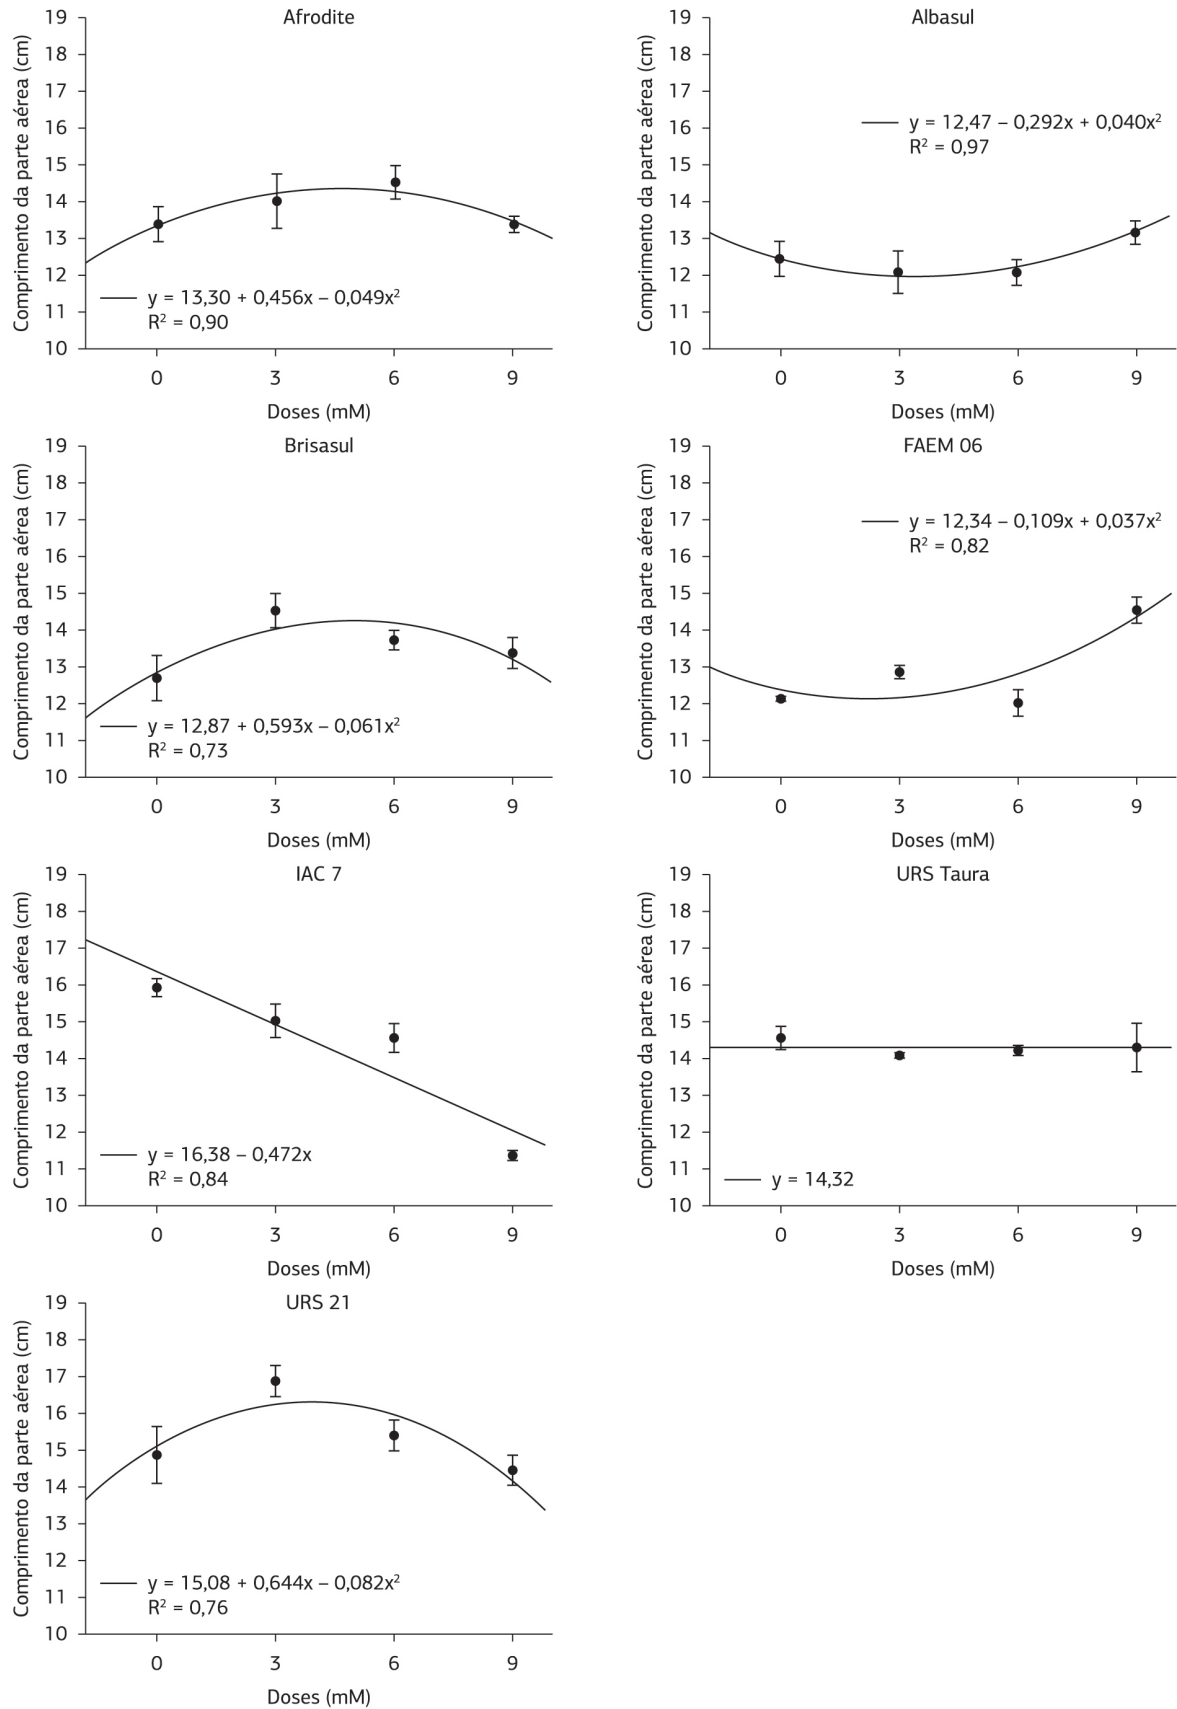 Afrodite
Comprimento da parte aérea (cm)
19
18
17
16
15
14
13
12
11
10
y = 13,30 + 0,456x – 0,049x²
R² = 0,90
0 3 6 9
Doses (mM)
Albasul
Comprimento da parte aérea (cm)
19
18
17
16
15
14
13
12
11
10
y = 12,47 – 0,292x + 0,040x²
R² = 0,97
0 3 6 9
Doses (mM)
Brisasul
Comprimento da parte aérea (cm)
19
18
17
16
15
14
13
12
11
10
y = 12,87 + 0,593x – 0,061x²
R² = 0,73
0 3 6 9
Doses (mM)
FAEM 06
Comprimento da parte aérea (cm)
19
18
17
16
15
14
13
12
11
10
y = 12,34 – 0,109x + 0,037x²
R² = 0,82
0 3 6 9
Doses (mM)
IAC 7
Comprimento da parte aérea (cm)
19
18
17
16
15
14
13
12
11
10
y = 16,38 – 0,472x
R² = 0,84
0 3 6 9
Doses (mM)
URS Taura
Comprimento da parte aérea (cm)
19
18
17
16
15
14
13
12
11
10
y = 14,32
0 3 6 9
Doses (mM)
URS 21
Comprimento da parte aérea (cm)
19
18
17
16
15
14
13
12
11
10
y = 15,08 + 0,644x – 0,082x²
R² = 0,76
0 3 6 9
Doses (mM)